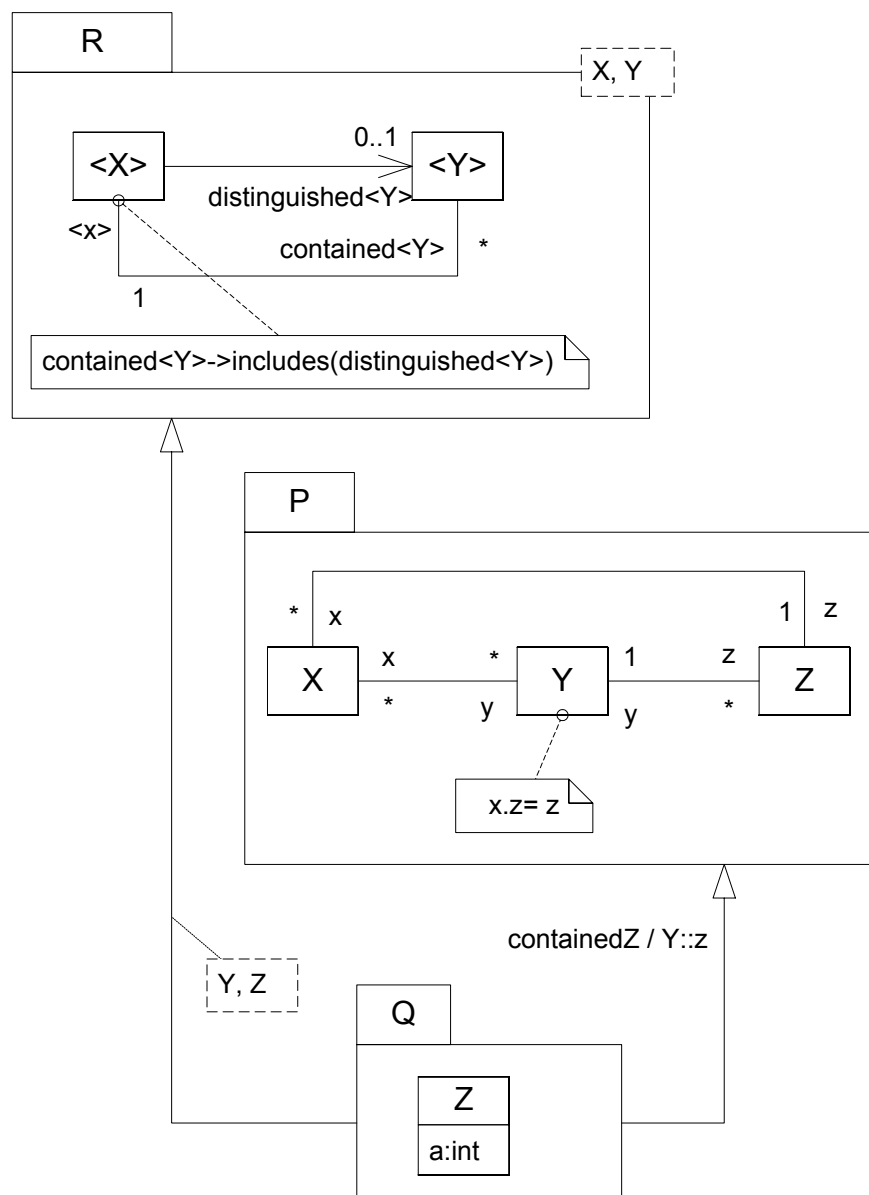 R
X, Y
0..1
<X>
<Y>
distinguished<Y>
<x>
contained<Y>
*
1
contained<Y>->includes(distinguished<Y>)
P
*
x
1
z
X
x
*
Y
1
z
Z
*
y
y
*
x.z= z
containedZ / Y::z
Y, Z
Q
Z
a:int